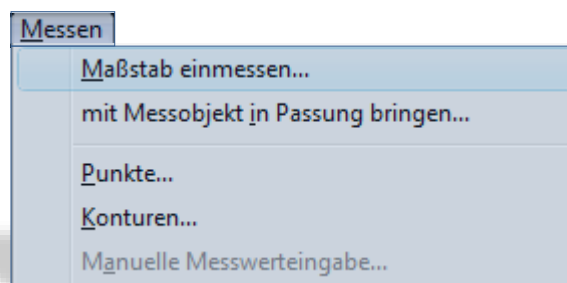 Messen
Maßstab einmessen...
mit Messobjekt in Passung bringen...
Punkte...
Konturen...
Manuelle Messwerteingabe...